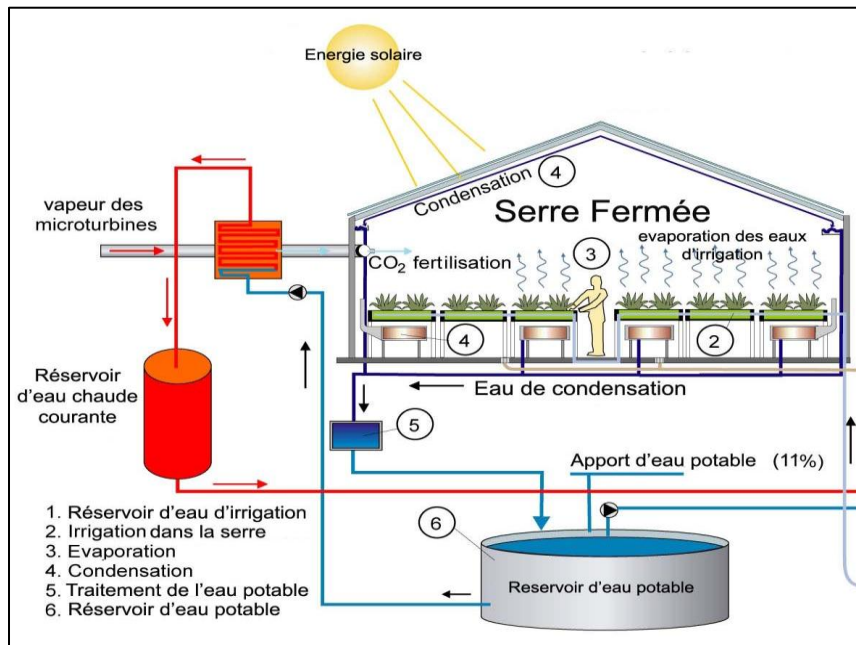 Energie solaire
Condensation 4
Serre Fermée
vapeur des
microturbines
CO2 fertilisation
3
evaporation des eaux
d'irrigation
4
2
Réservoir
d'eau chaude
courante
Eau de condensation
5
Apport d'eau potable (11%)
6
Reservoir d'eau potable
1. Réservoir d'eau d'irrigation
2. Irrigation dans la serre
3. Evaporation
4. Condensation
5. Traitement de l'eau potable
6. Réservoir d'eau potable